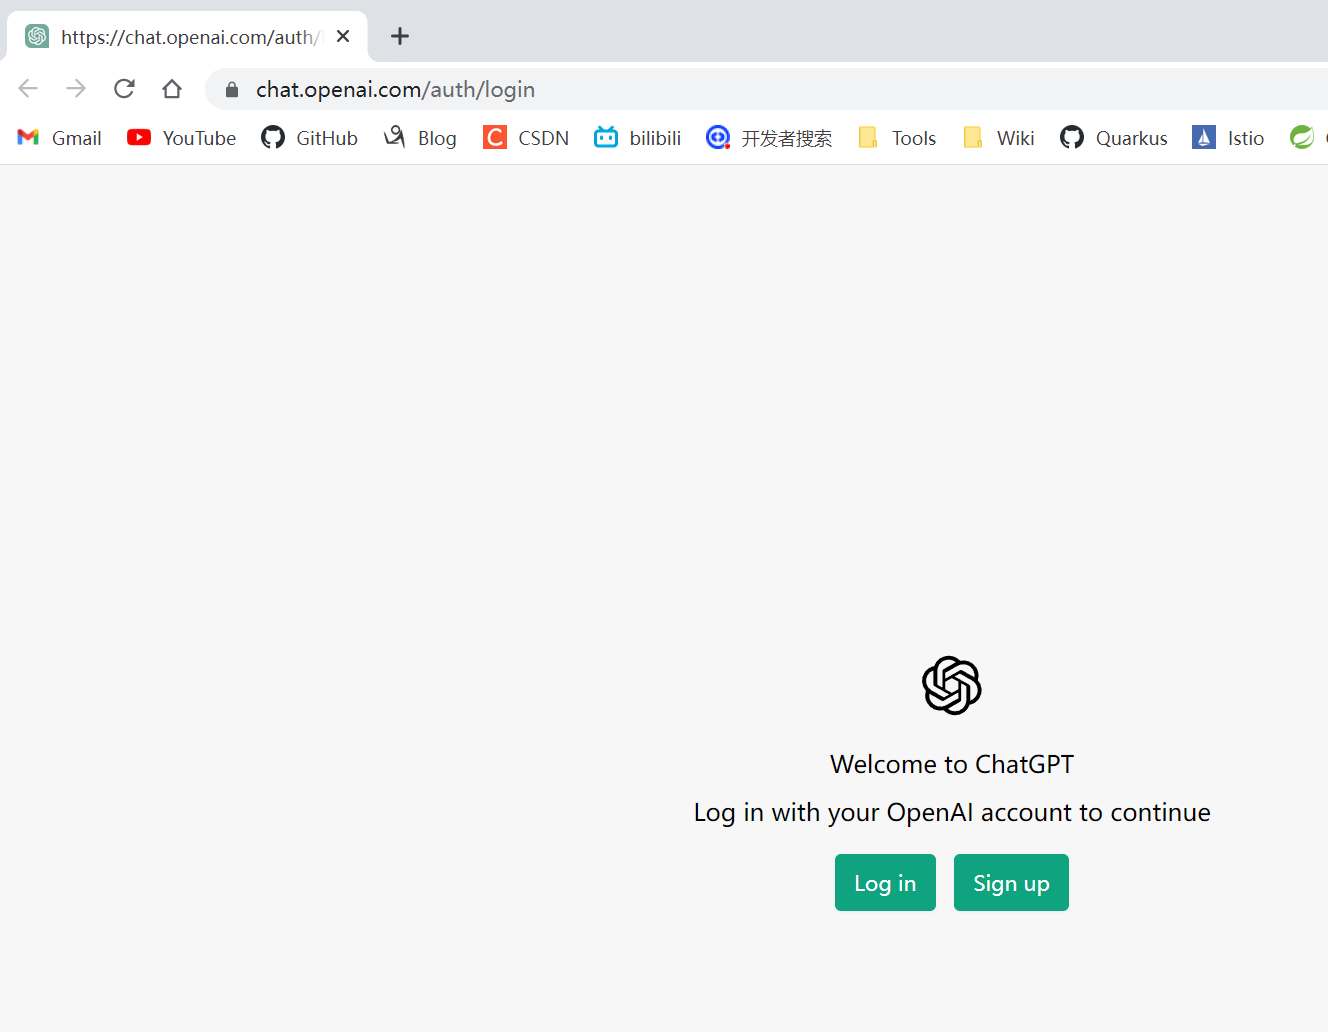 https://chat.openai.com/auth/
chat.openai.com/auth/login
Gmail YouTube GitHub Blog CSDN bilibili 开发者搜索 Tools Wiki Quarkus Istio
Welcome to ChatGPT
Log in with your OpenAI account to continue
Log in Sign up